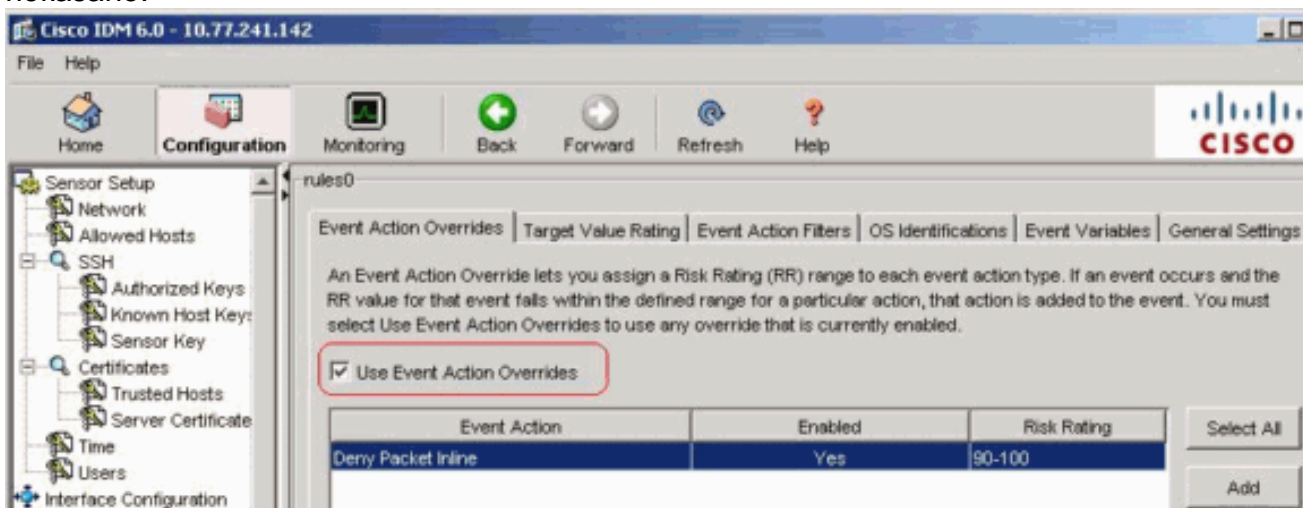 показано.
Cisco IDM 6.0 - 10.77.241.142
File Help
Home Configuration Monitoring Back Forward Refresh Help
CISCO
Sensor Setup
Network
Allowed Hosts
SSH
Authorized Keys
Known Host Key
Sensor Key
Certificates
Trusted Hosts
Server Certificate
Time
Users
Interface Configuration
rules0
Event Action Overrides Target Value Rating Event Action Filters OS Identifications Event Variables General Settings
An Event Action Override lets you assign a Risk Rating (RR) range to each event action type. If an event occurs and the
RR value for that event falls within the defined range for a particular action, that action is added to the event. You must
select Use Event Action Overrides to use any override that is currently enabled.
Use Event Action Overrides
Event Action Enabled Risk Rating
Deny Packet Inline Yes 90-100
Select All
Add